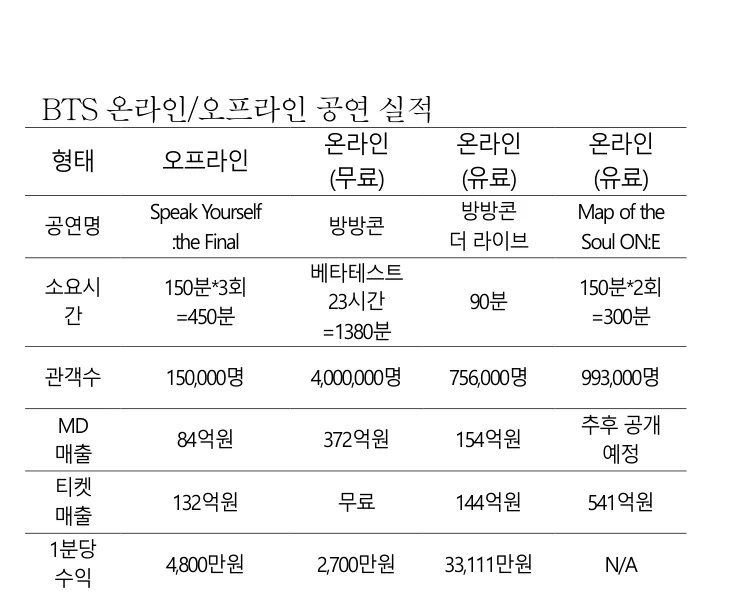 BTS 온라인/오프라인 공연 실적
형태 오프라인 온라인 (무료) 온라인 (유료) 온라인 (유료)
공연명 Speak Yourself :the Final 방방콘 방방콘 더 라이브 Map of the Soul ON:E
소요시간 150분*3회 =450분 베타테스트 23시간 =1380분 90분 150분*2회 =300분
관객수 150,000명 4,000,000명 756,000명 993,000명
MD 매출 84억원 372억원 154억원 추후 공개 예정
티켓 매출 132억원 무료 144억원 541억원
1분당 수익 4,800만원 2,700만원 33,111만원 N/A